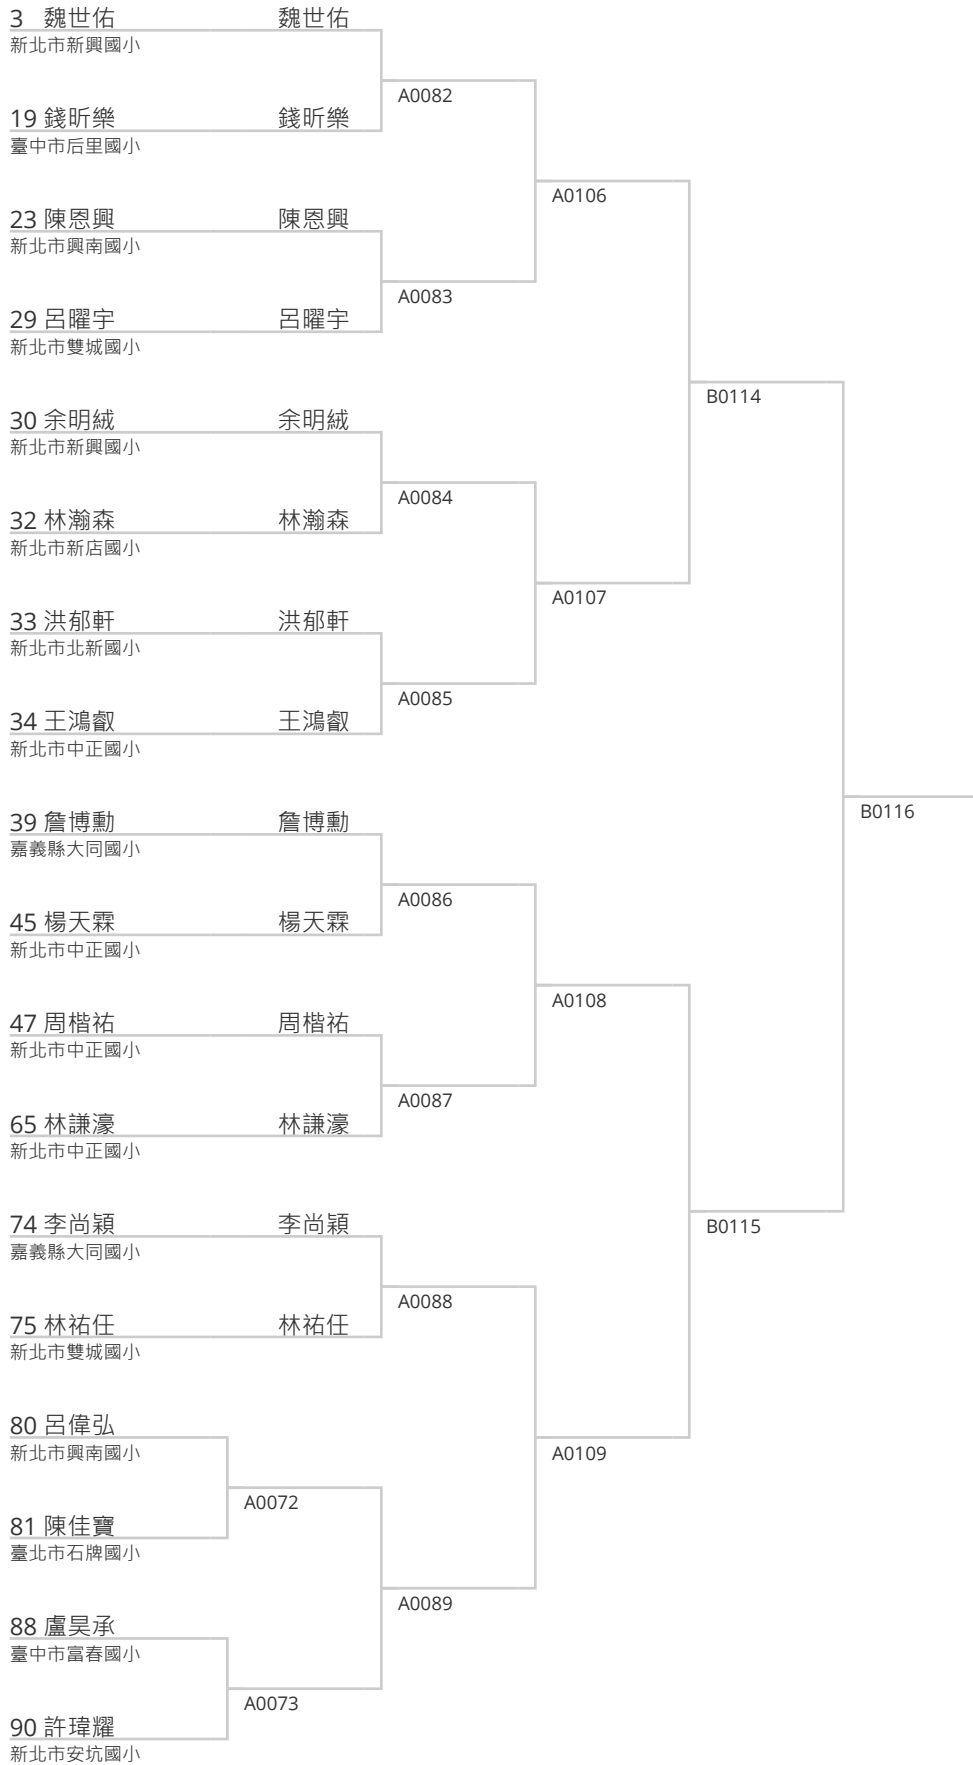 3 魏世佑 魏世佑
新北市新興國小
A0082
19 錢昕樂 錢昕樂
臺中市后里國小
A0106
23 陳恩興 陳恩興
新北市興南國小
A0083
29 呂曜宇 呂曜宇
新北市雙城國小
B0114
30 余明絨 余明絨
新北市新興國小
A0084
32 林瀚森 林瀚森
新北市新店國小
A0107
33 洪郁軒 洪郁軒
新北市北新國小
A0085
34 王鴻叡 王鴻叡
新北市中正國小
B0116
39 詹博勳 詹博勳
嘉義縣大同國小
A0086
45 楊天霖 楊天霖
新北市中正國小
A0108
47 周楷祐 周楷祐
新北市中正國小
A0087
65 林謙濠 林謙濠
新北市中正國小
B0115
74 李尚穎 李尚穎
嘉義縣大同國小
A0088
75 林祐任 林祐任
新北市雙城國小
80 呂偉弘
新北市興南國小
A0109
A0072
81 陳佳寶
臺北市石牌國小
A0089
88 盧昊承
臺中市富春國小
A0073
90 許瑋耀
新北市安坑國小